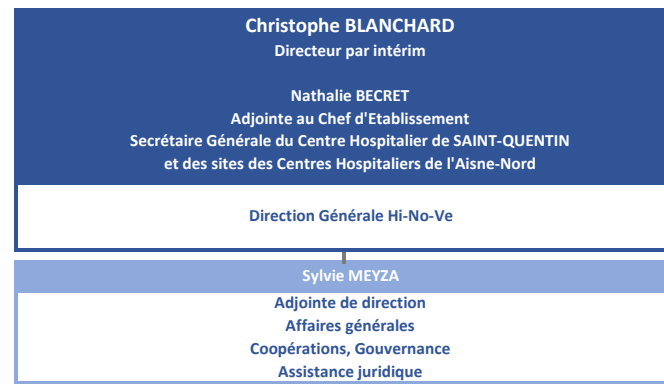 Christophe BLANCHARD
Directeur par intérim
Nathalie BECRET
Adjointe au Chef d'Etablissement
Secrétaire Générale du Centre Hospitalier de SAINT-QUENTIN
et des sites des Centres Hospitaliers de l'Aisne-Nord
Direction Générale Hi-No-Ve
Sylvie MEYZA
Adjointe de direction
Affaires générales
Coopérations, Gouvernance
Assistance juridique